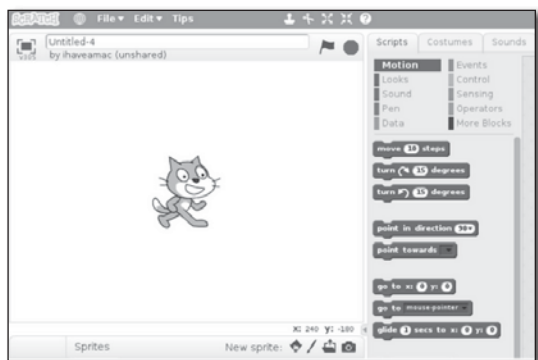 SCRATCH File▼ Edit▼ Tips
Untitled-4
by ihaveamac (unshared)
Scripts Costumes Sounds
Motion Events
Looks Control
Sound Sensing
Pen Operators
Data More Blocks
move 10 steps
turn ↻ 15 degrees
turn ↺ 15 degrees
point in direction 90▼
point towards
go to x: 0 y: 0
go to mouse-pointer
glide 1 secs to x: 0 y: 0
x: 240 y: -180
Sprites New sprite: